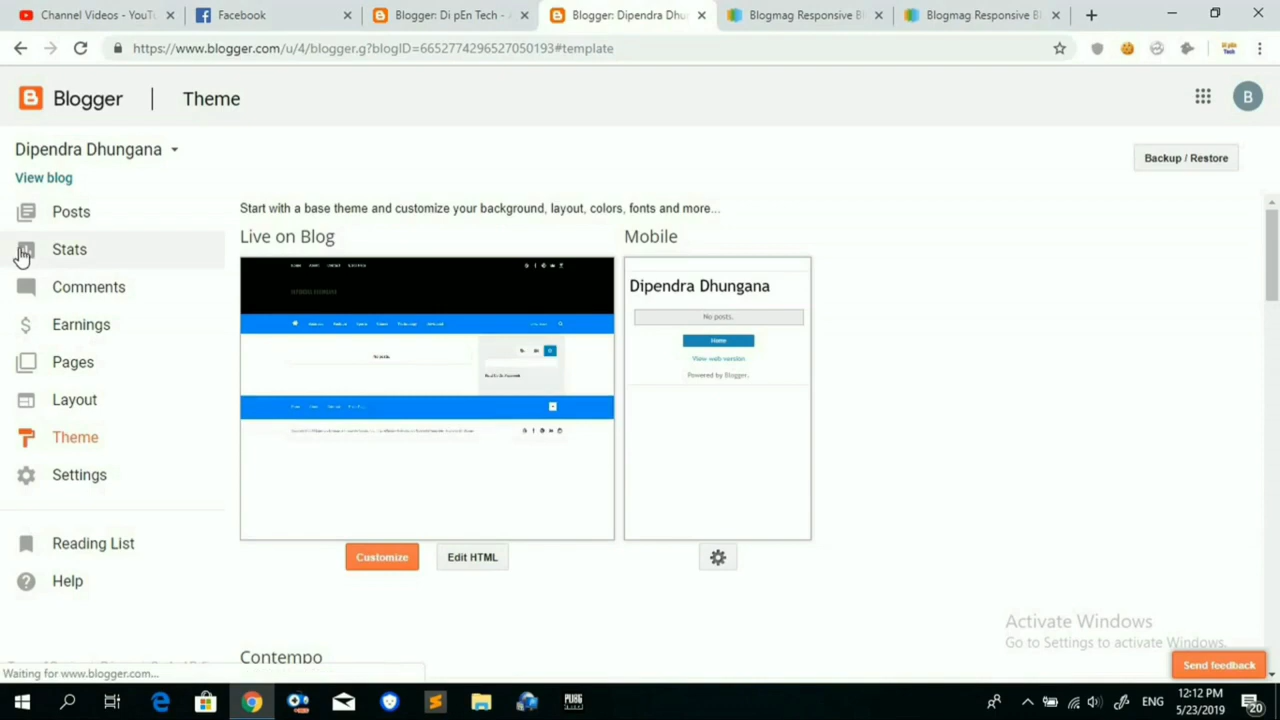 Channel Videos - YouT
Facebook
Blogger: Di pEn Tech - A
Blogger: Dipendra Dhun
Blogmag Responsive Bl
Blogmag Responsive Bl
https://www.blogger.com/u/4/blogger.g?blogID=6652774296527050193#template
Blogger | Theme
B
Dipendra Dhungana
Backup / Restore
View blog
Posts
Start with a base theme and customize your background, layout, colors, fonts and more...
Live on Blog
Mobile
Stats
Comments
Earnings
Pages
Layout
Theme
Settings
Reading List
Help
Dipendra Dhungana
No posts.
Home
View web version
Powered by Blogger.
Customize
Edit HTML
Contempo
Activate Windows
Go to Settings to activate Windows.
Send feedback
Waiting for www.blogger.com...
ENG
12:12 PM
5/23/2019
20